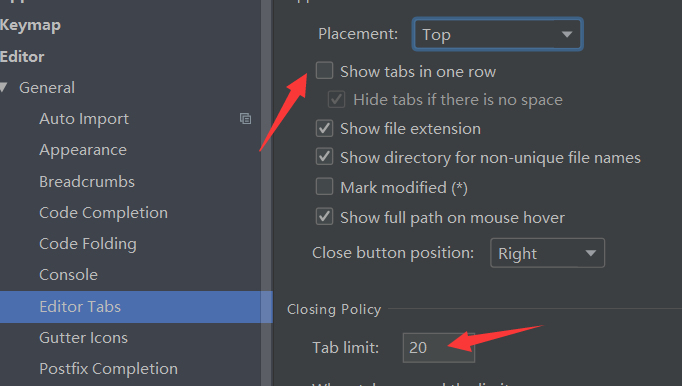 Keymap
Editor
General
Auto Import
Appearance
Breadcrumbs
Code Completion
Code Folding
Console
Editor Tabs
Gutter Icons
Postfix Completion
Placement: Top
Show tabs in one row
Hide tabs if there is no space
Show file extension
Show directory for non-unique file names
Mark modified (*)
Show full path on mouse hover
Close button position: Right
Closing Policy
Tab limit: 20